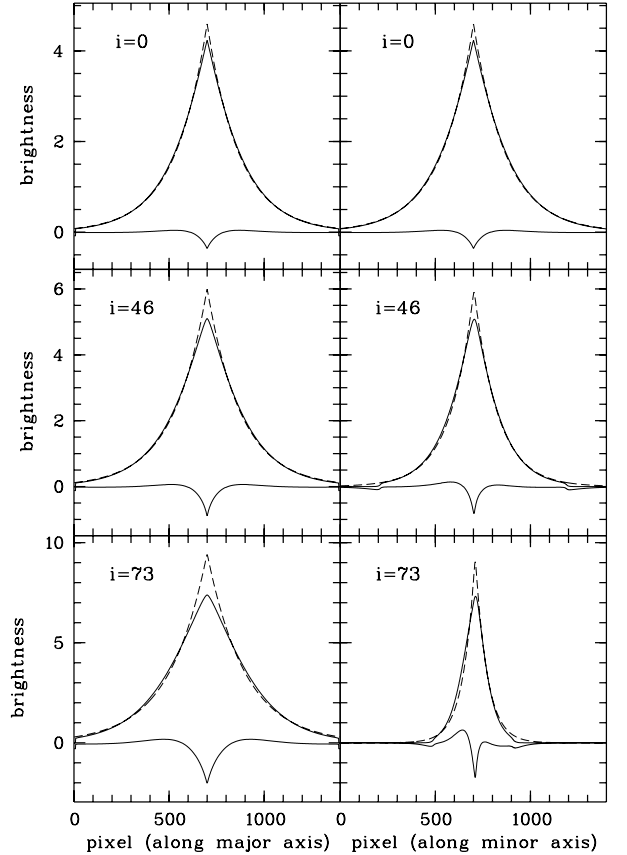 i=0
i=0
4
2
0
brightness
i=46
i=46
6
4
2
0
brightness
i=73
i=73
10
5
0
brightness
0 500 1000 0 500 1000
pixel (along major axis) pixel (along minor axis)